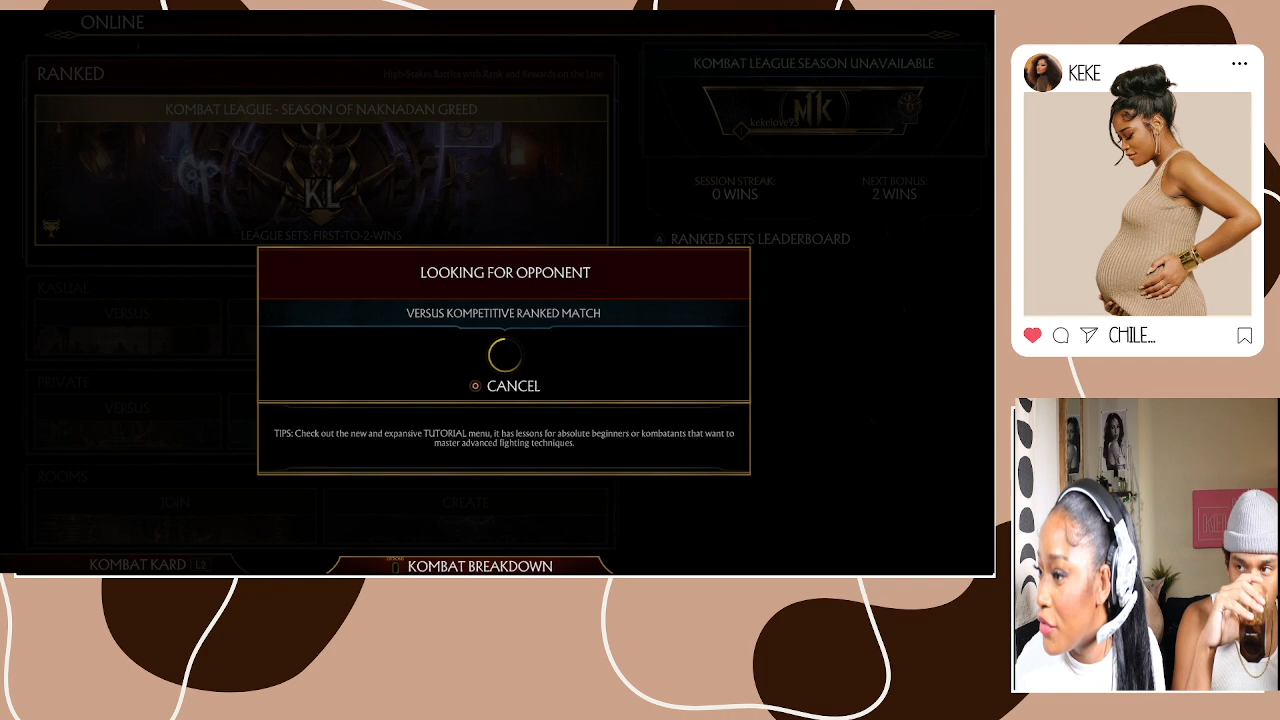 ONLINE
RANKED
High-Stakes Battles with Rank and Rewards on the Line
KOMBAT LEAGUE - SEASON OF NAKNADAN GREED
KL
LEAGUE SETS: FIRST-TO-2-WINS
KOMBAT LEAGUE SEASON UNAVAILABLE
MK
kekelove93
SESSION STREAK:
0 WINS
NEXT BONUS:
2 WINS
RANKED SETS LEADERBOARD
KASUAL
VERSUS
PRIVATE
VERSUS
ROOMS
JOIN
CREATE
LOOKING FOR OPPONENT
VERSUS KOMPETITIVE RANKED MATCH
CANCEL
TIPS: Check out the new and expansive TUTORIAL menu, it has lessons for absolute beginners or kombatants that want to
master advanced fighting techniques.
KOMBAT KARD L2
OPTIONS
KOMBAT BREAKDOWN
KEKE
CHILE...